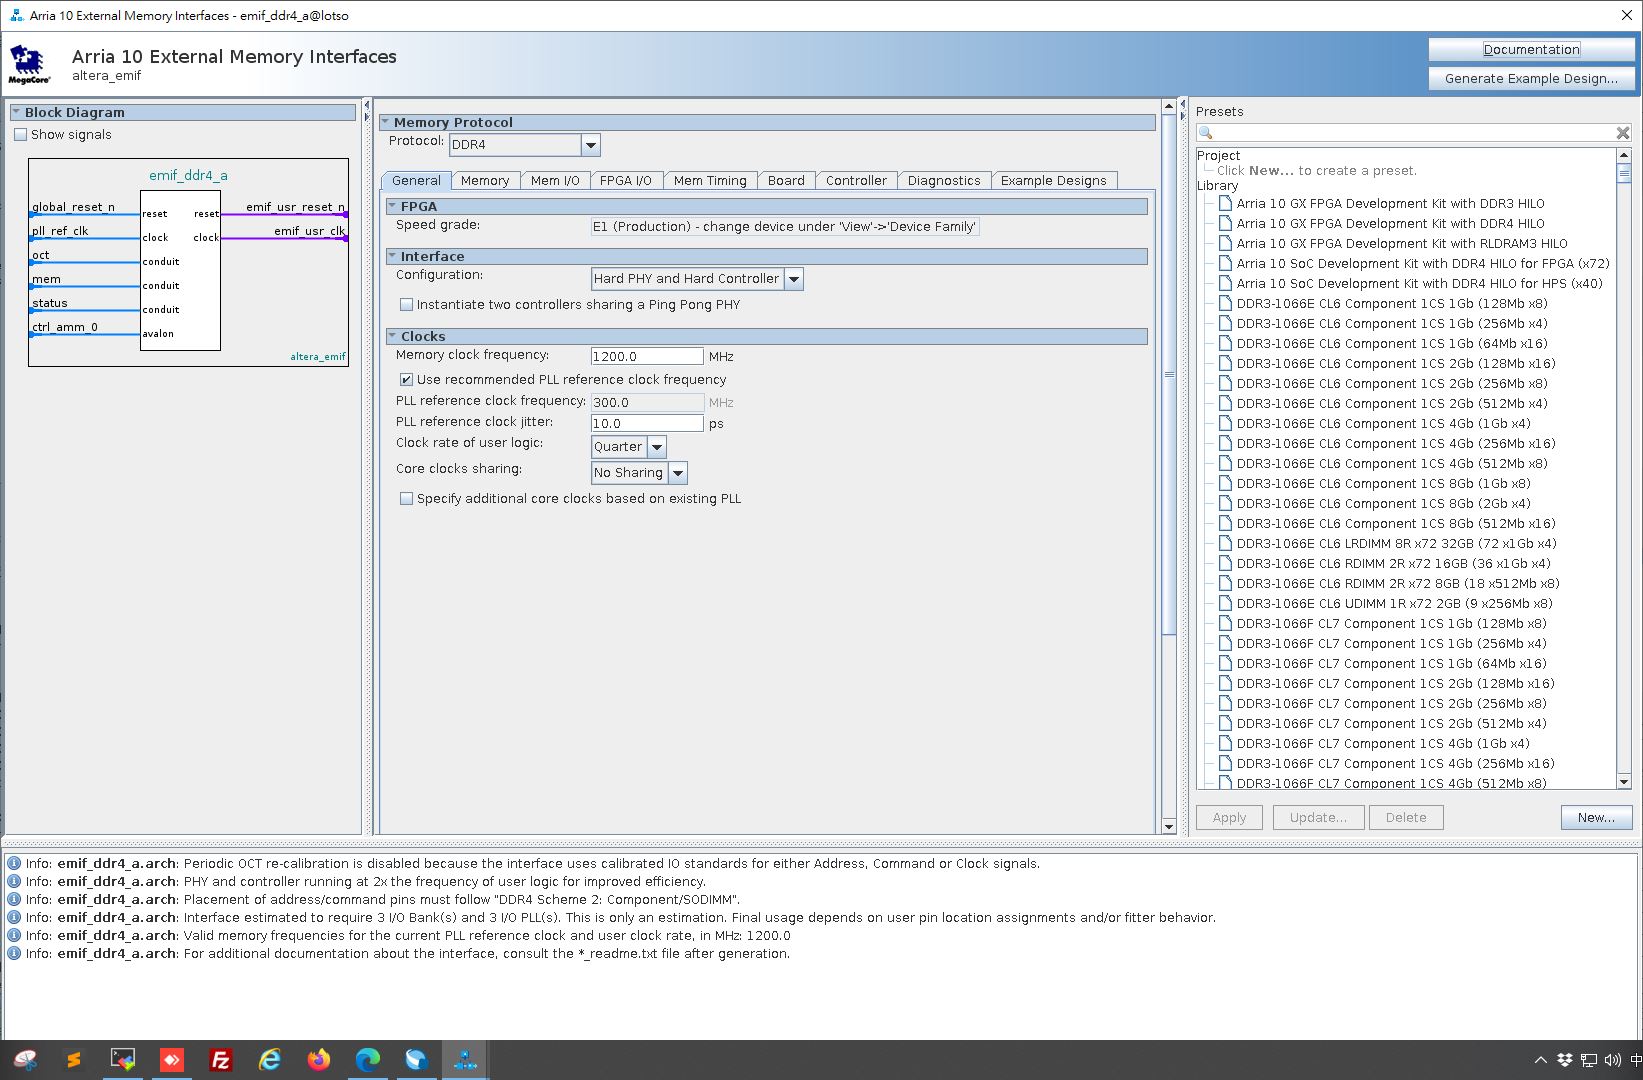 Arria 10 External Memory Interfaces - emif_ddr4_a@lotso
MegaCore®
Arria 10 External Memory Interfaces
altera_emif
Documentation
Generate Example Design...
Block Diagram
Show signals
emif_ddr4_a
global_reset_n
reset
reset
emif_usr_reset_n
pll_ref_clk
clock
clock
emif_usr_clk
oct
conduit
mem
conduit
status
conduit
ctrl_amm_0
avalon
altera_emif
Memory Protocol
Protocol: DDR4
General Memory Mem I/O FPGA I/O Mem Timing Board Controller Diagnostics Example Designs
FPGA
Speed grade: E1 (Production) - change device under 'View'->'Device Family'
Interface
Configuration: Hard PHY and Hard Controller
Instantiate two controllers sharing a Ping Pong PHY
Clocks
Memory clock frequency: 1200.0 MHz
Use recommended PLL reference clock frequency
PLL reference clock frequency: 300.0 MHz
PLL reference clock jitter: 10.0 ps
Clock rate of user logic: Quarter
Core clocks sharing: No Sharing
Specify additional core clocks based on existing PLL
Presets
Project
Click New... to create a preset.
Library
Arria 10 GX FPGA Development Kit with DDR3 HILO
Arria 10 GX FPGA Development Kit with DDR4 HILO
Arria 10 GX FPGA Development Kit with RLDRAM3 HILO
Arria 10 SoC Development Kit with DDR4 HILO for FPGA (x72)
Arria 10 SoC Development Kit with DDR4 HILO for HPS (x40)
DDR3-1066E CL6 Component 1CS 1Gb (128Mb x8)
DDR3-1066E CL6 Component 1CS 1Gb (256Mb x4)
DDR3-1066E CL6 Component 1CS 1Gb (64Mb x16)
DDR3-1066E CL6 Component 1CS 2Gb (128Mb x16)
DDR3-1066E CL6 Component 1CS 2Gb (256Mb x8)
DDR3-1066E CL6 Component 1CS 2Gb (512Mb x4)
DDR3-1066E CL6 Component 1CS 4Gb (1Gb x4)
DDR3-1066E CL6 Component 1CS 4Gb (256Mb x16)
DDR3-1066E CL6 Component 1CS 4Gb (512Mb x8)
DDR3-1066E CL6 Component 1CS 8Gb (1Gb x8)
DDR3-1066E CL6 Component 1CS 8Gb (2Gb x4)
DDR3-1066E CL6 Component 1CS 8Gb (512Mb x16)
DDR3-1066E CL6 LRDIMM 8R x72 32GB (72 x1Gb x4)
DDR3-1066E CL6 RDIMM 2R x72 16GB (36 x1Gb x4)
DDR3-1066E CL6 RDIMM 2R x72 8GB (18 x512Mb x8)
DDR3-1066E CL6 UDIMM 1R x72 2GB (9 x256Mb x8)
DDR3-1066F CL7 Component 1CS 1Gb (128Mb x8)
DDR3-1066F CL7 Component 1CS 1Gb (256Mb x4)
DDR3-1066F CL7 Component 1CS 1Gb (64Mb x16)
DDR3-1066F CL7 Component 1CS 2Gb (128Mb x16)
DDR3-1066F CL7 Component 1CS 2Gb (256Mb x8)
DDR3-1066F CL7 Component 1CS 2Gb (512Mb x4)
DDR3-1066F CL7 Component 1CS 4Gb (1Gb x4)
DDR3-1066F CL7 Component 1CS 4Gb (256Mb x16)
DDR3-1066F CL7 Component 1CS 4Gb (512Mb x8)
Apply Update... Delete New...
Info: emif_ddr4_a.arch: Periodic OCT re-calibration is disabled because the interface uses calibrated IO standards for either Address, Command or Clock signals.
Info: emif_ddr4_a.arch: PHY and controller running at 2x the frequency of user logic for improved efficiency.
Info: emif_ddr4_a.arch: Placement of address/command pins must follow "DDR4 Scheme 2: Component/SODIMM".
Info: emif_ddr4_a.arch: Interface estimated to require 3 I/O Bank(s) and 3 I/O PLL(s). This is only an estimation. Final usage depends on user pin location assignments and/or fitter behavior.
Info: emif_ddr4_a.arch: Valid memory frequencies for the current PLL reference clock and user clock rate, in MHz: 1200.0
Info: emif_ddr4_a.arch: For additional documentation about the interface, consult the *_readme.txt file after generation.
中